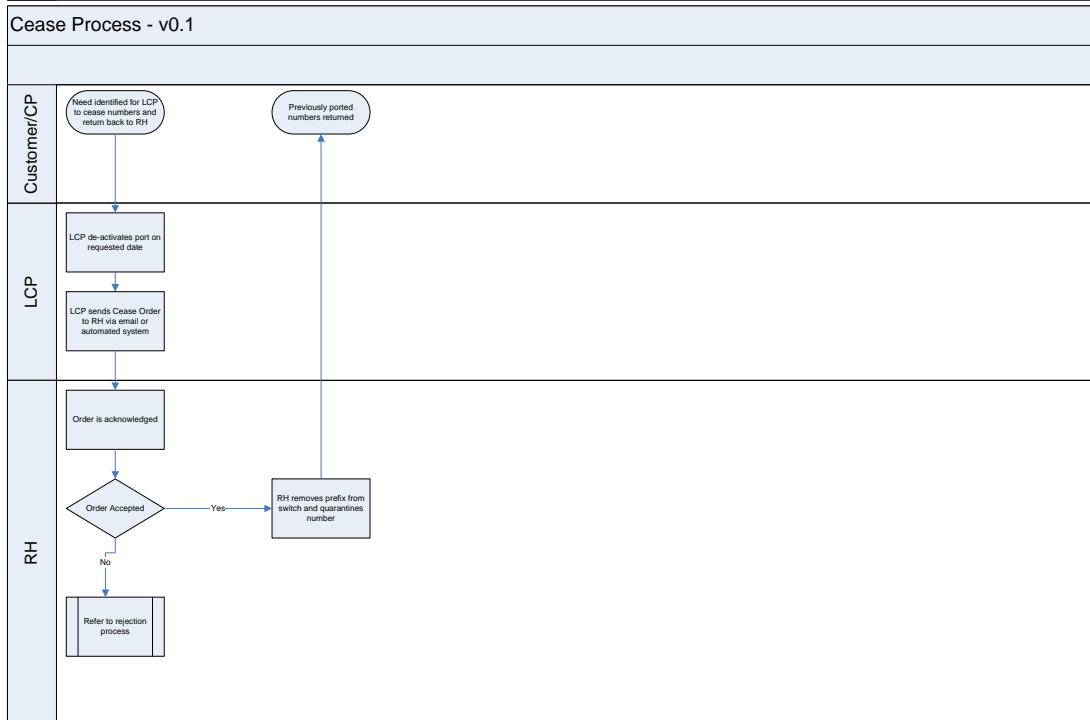 Cease Process - v0.1
Customer/CP
Need identified for LCP
to cease numbers and
return back to RH
Previously ported
numbers returned
LCP
LCP de-activates port on
requested date
LCP sends Cease Order
to RH via email or
automated system
RH
Order is acknowledged
Order Accepted
Yes
RH removes prefix from
switch and quarantines
number
No
Refer to rejection
process